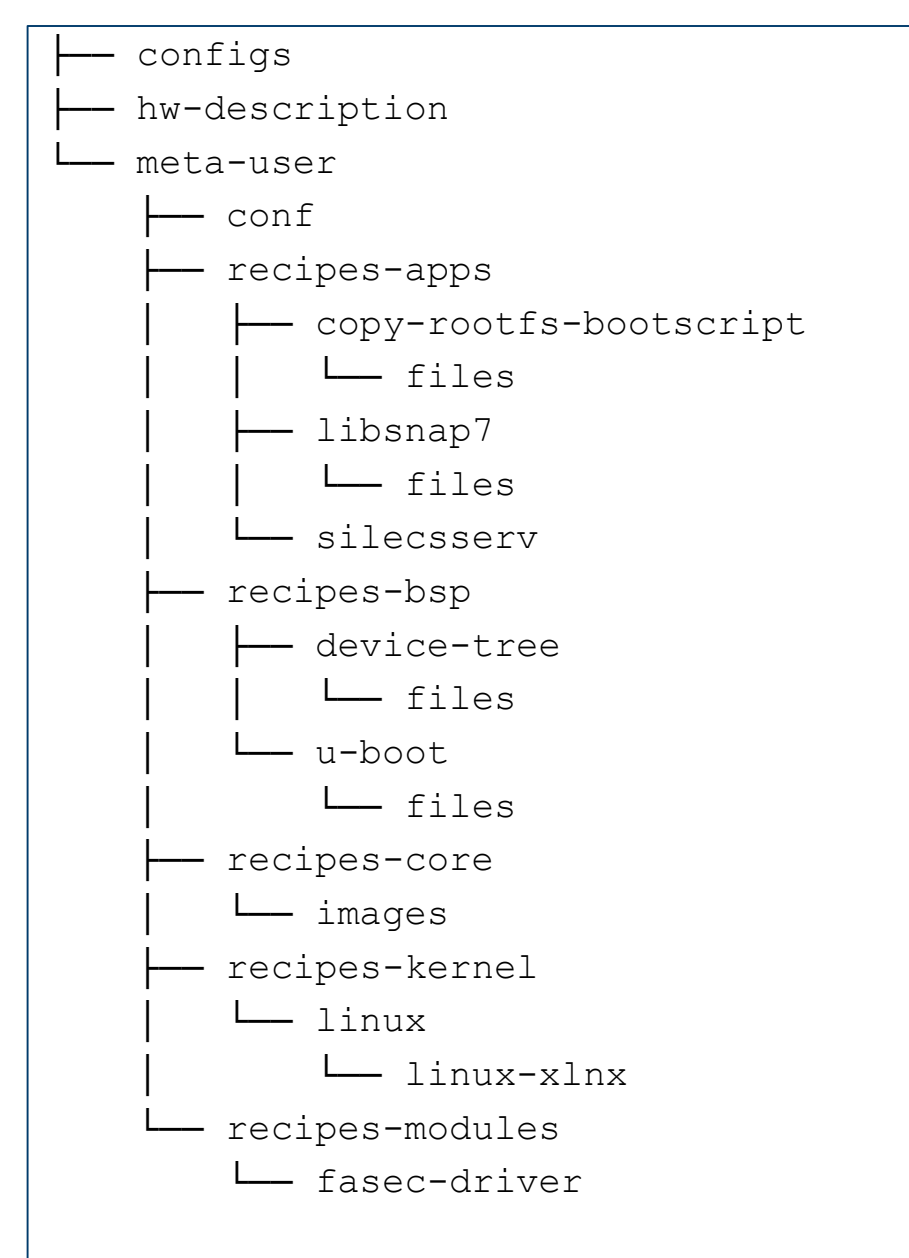 ├── configs
├── hw-description
└── meta-user
    ├── conf
    ├── recipes-apps
    │   ├── copy-rootfs-bootscript
    │   │   └── files
    │   ├── libsnap7
    │   │   └── files
    │   └── silecsserv
    ├── recipes-bsp
    │   ├── device-tree
    │   │   └── files
    │   └── u-boot
    │       └── files
    ├── recipes-core
    │   └── images
    ├── recipes-kernel
    │   └── linux
    │       └── linux-xlnx
    └── recipes-modules
        └── fasec-driver